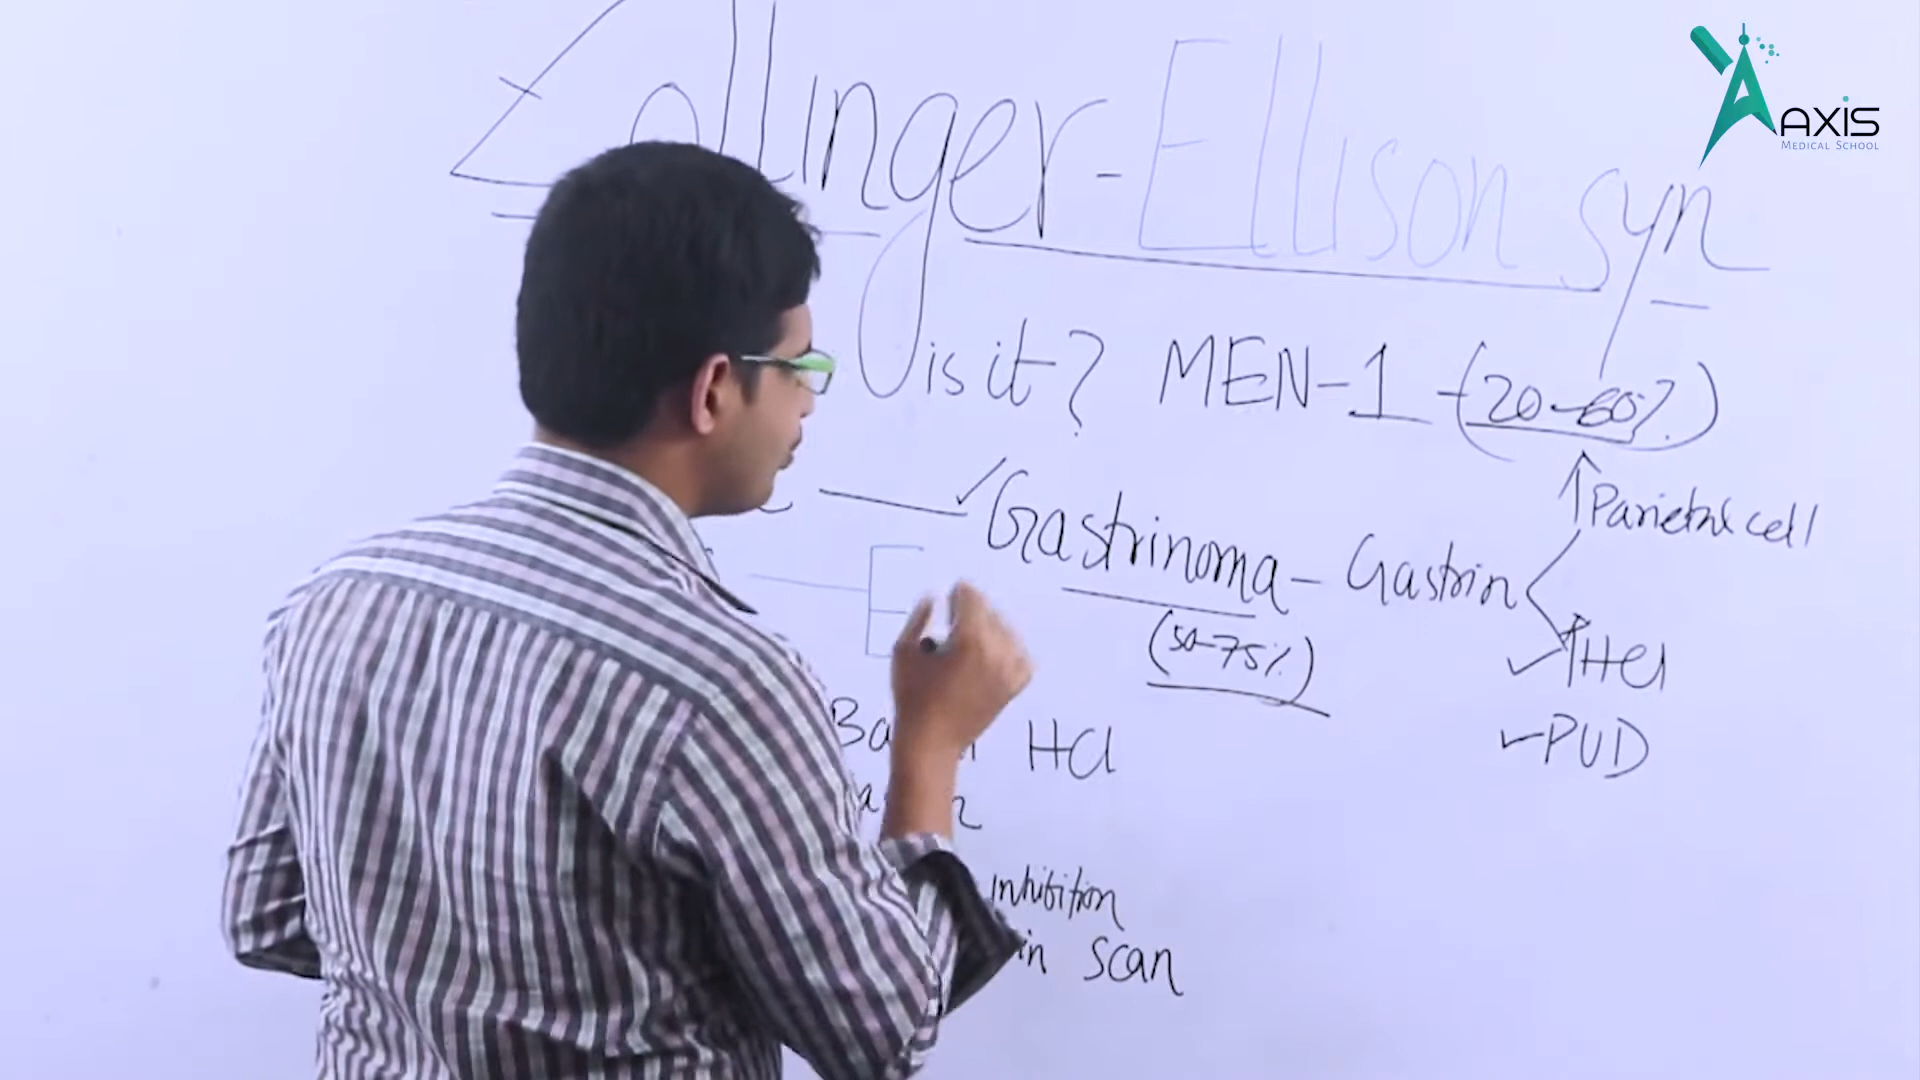 Zollinger-Ellison syn
is it? MEN-1 -(20-60%)
↑ Parietal cell
✓ Gastrinoma - Gastrin
(50-75%)
✓ ↑HCl
✓ PUD
HCl
inhibition
scan
AXIS
MEDICAL SCHOOL